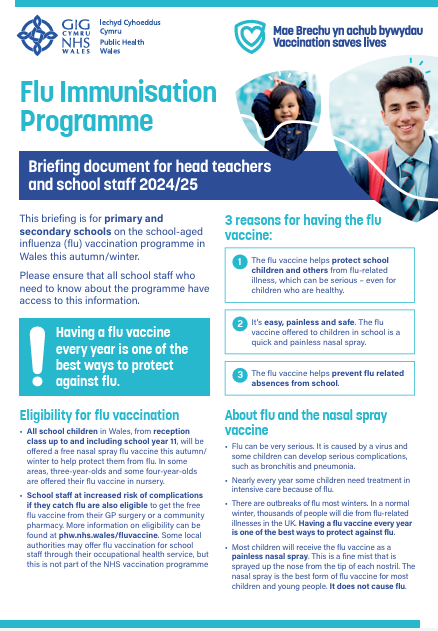 GIG
CYMRU
NHS
WALES
Iechyd Cyhoeddus
Cymru
Public Health
Wales
Mae Brechu yn achub bywydau
Vaccination saves lives
Flu Immunisation
Programme
Briefing document for head teachers
and school staff 2024/25
This briefing is for primary and
secondary schools on the school-aged
influenza (flu) vaccination programme in
Wales this autumn/winter.
Please ensure that all school staff who
need to know about the programme have
access to this information.
! Having a flu vaccine
every year is one of the
best ways to protect
against flu.
Eligibility for flu vaccination
• All school children in Wales, from reception
class up to and including school year 11, will be
offered a free nasal spray flu vaccine this autumn/
winter to help protect them from flu. In some
areas, three-year-olds and some four-year-olds
are offered their flu vaccine in nursery.
• School staff at increased risk of complications
if they catch flu are also eligible to get the free
flu vaccine from their GP surgery or a community
pharmacy. More information on eligibility can be
found at phw.nhs.wales/fluvaccine. Some local
authorities may offer flu vaccination for school
staff through their occupational health service, but
this is not part of the NHS vaccination programme
3 reasons for having the flu
vaccine:
1 The flu vaccine helps protect school
children and others from flu-related
illness, which can be serious – even for
children who are healthy.
2 It's easy, painless and safe. The flu
vaccine offered to children in school is a
quick and painless nasal spray.
3 The flu vaccine helps prevent flu related
absences from school.
About flu and the nasal spray
vaccine
• Flu can be very serious. It is caused by a virus and
some children can develop serious complications,
such as bronchitis and pneumonia.
• Nearly every year some children need treatment in
intensive care because of flu.
• There are outbreaks of flu most winters. In a normal
winter, thousands of people will die from flu-related
illnesses in the UK. Having a flu vaccine every year
is one of the best ways to protect against flu.
• Most children will receive the flu vaccine as a
painless nasal spray. This is a fine mist that is
sprayed up the nose from the tip of each nostril. The
nasal spray is the best form of flu vaccine for most
children and young people. It does not cause flu.